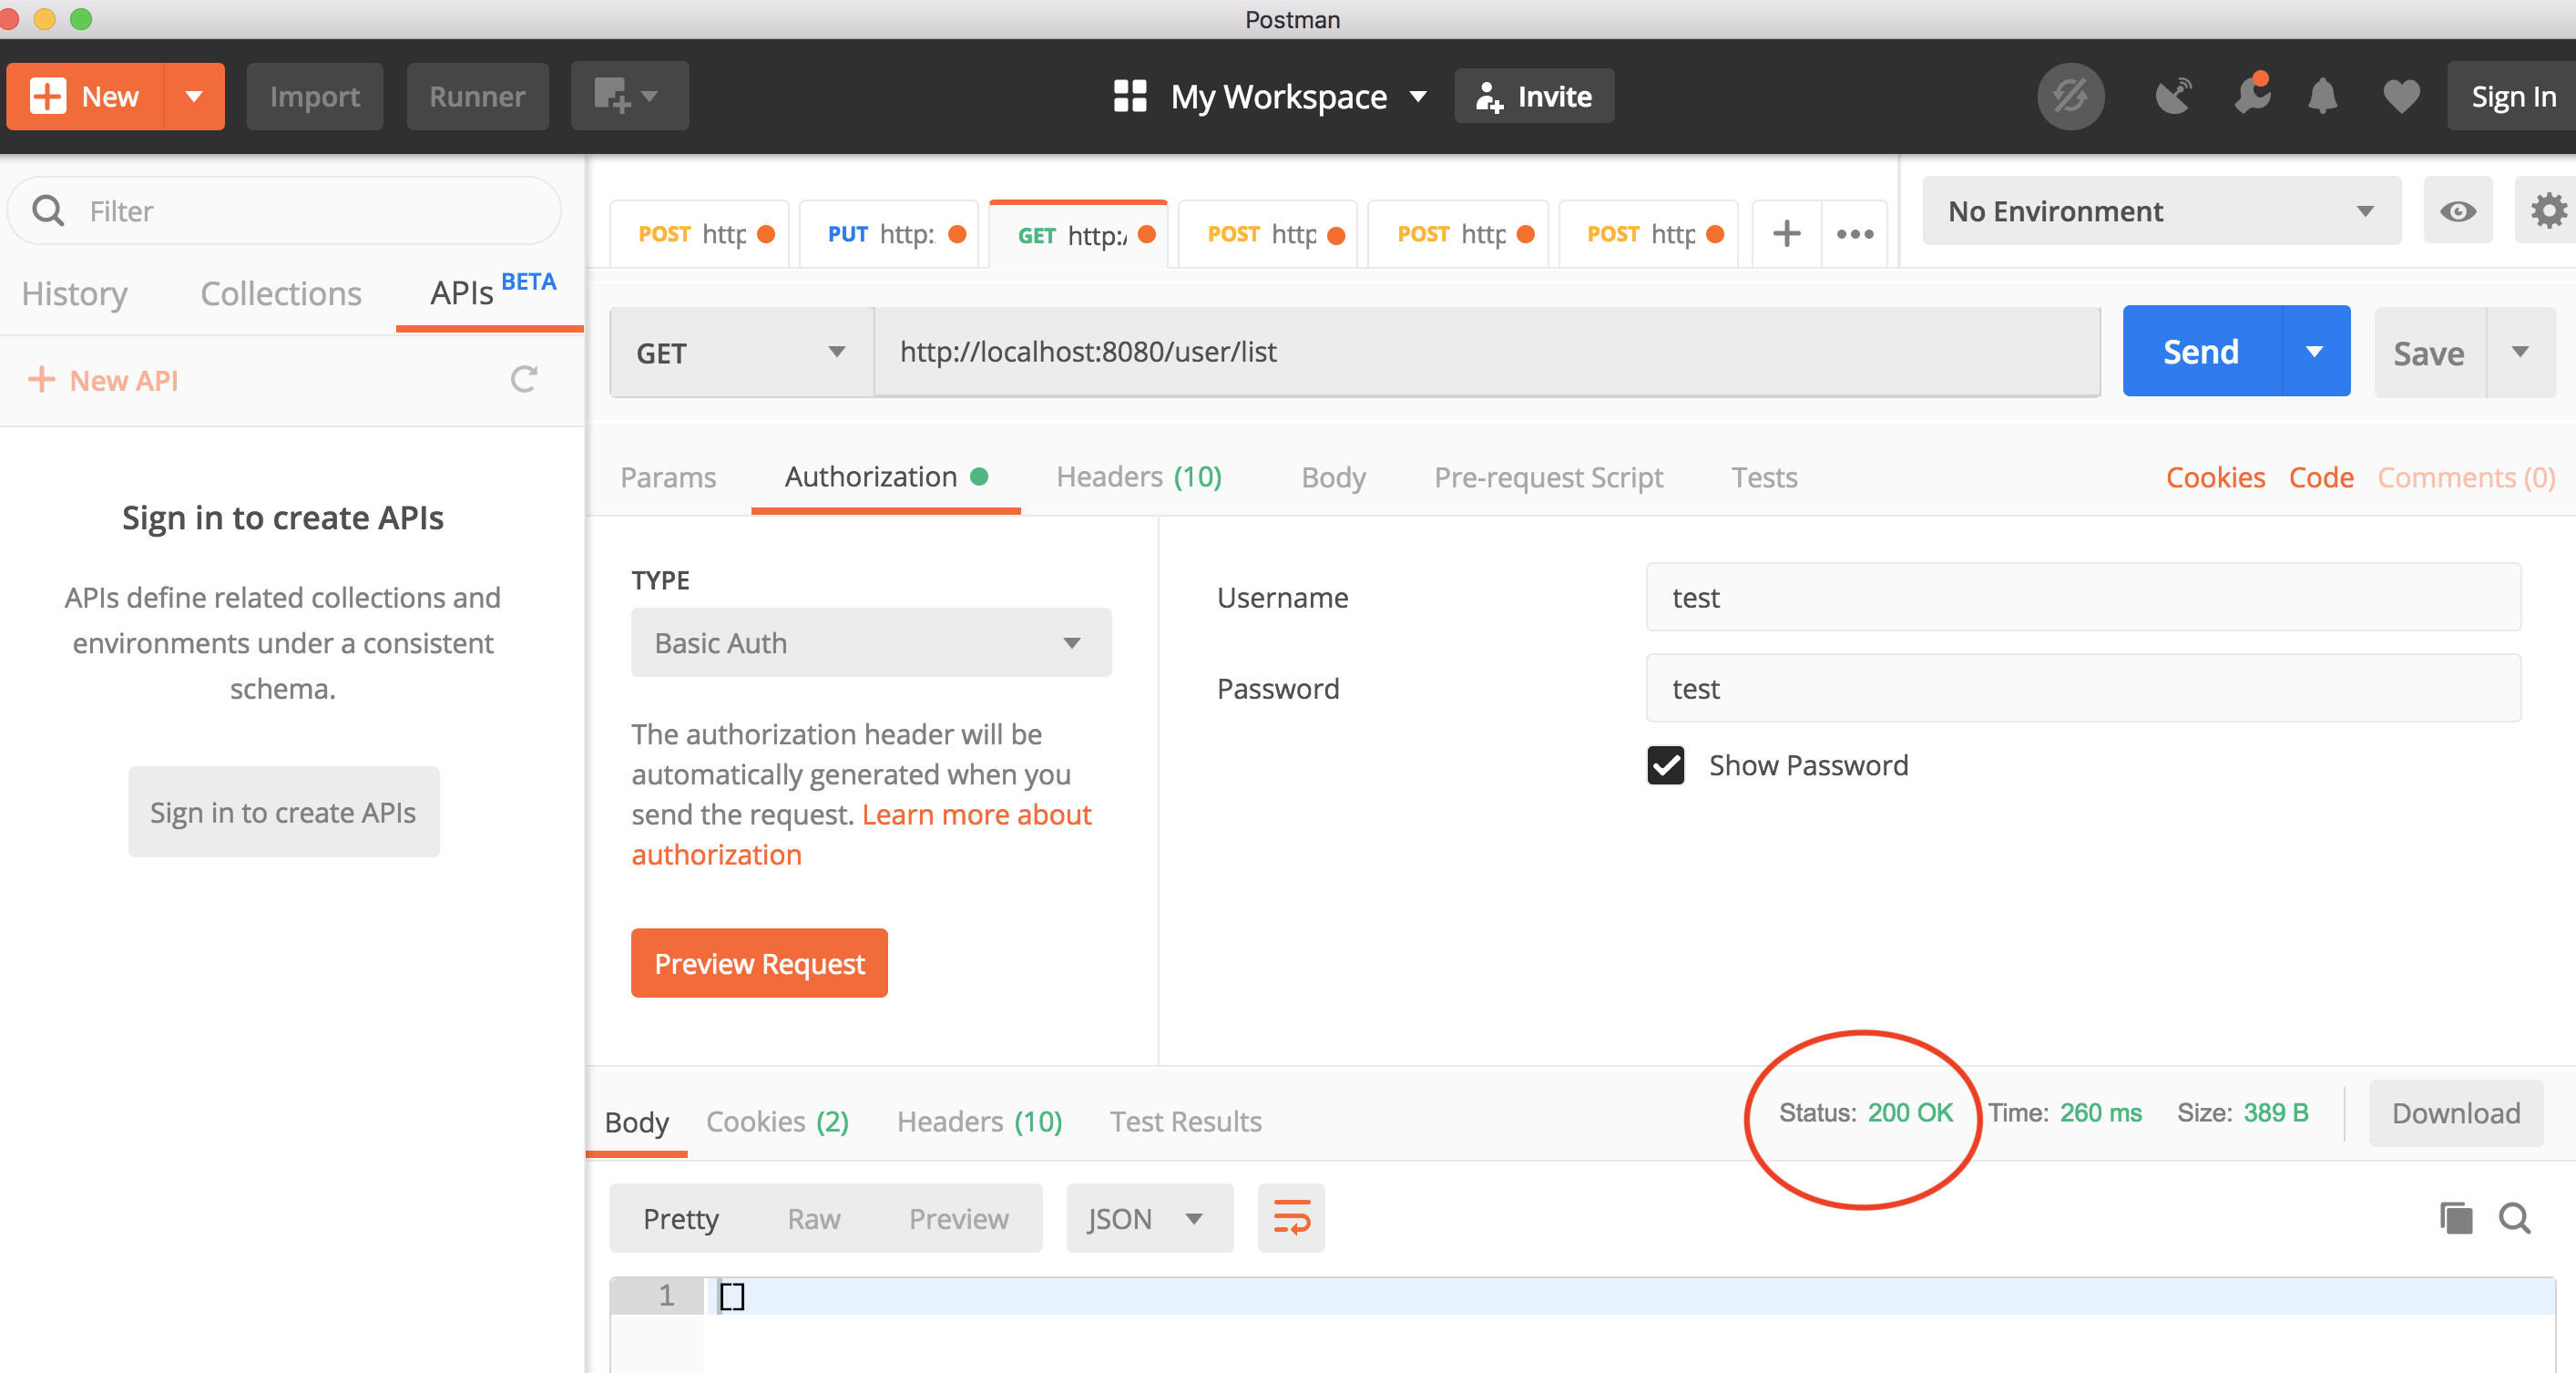 Postman
New Import Runner My Workspace Invite Sign In
Filter
History Collections APIs BETA
New API
Sign in to create APIs
APIs define related collections and
environments under a consistent
schema.
Sign in to create APIs
POST http PUT http: GET http:/ POST http POST http POST http
No Environment
GET http://localhost:8080/user/list Send Save
Params Authorization Headers (10) Body Pre-request Script Tests Cookies Code Comments (0)
TYPE
Basic Auth
The authorization header will be
automatically generated when you
send the request. Learn more about
authorization
Preview Request
Username test
Password test
Show Password
Body Cookies (2) Headers (10) Test Results Status: 200 OK Time: 260 ms Size: 389 B Download
Pretty Raw Preview JSON
1 []